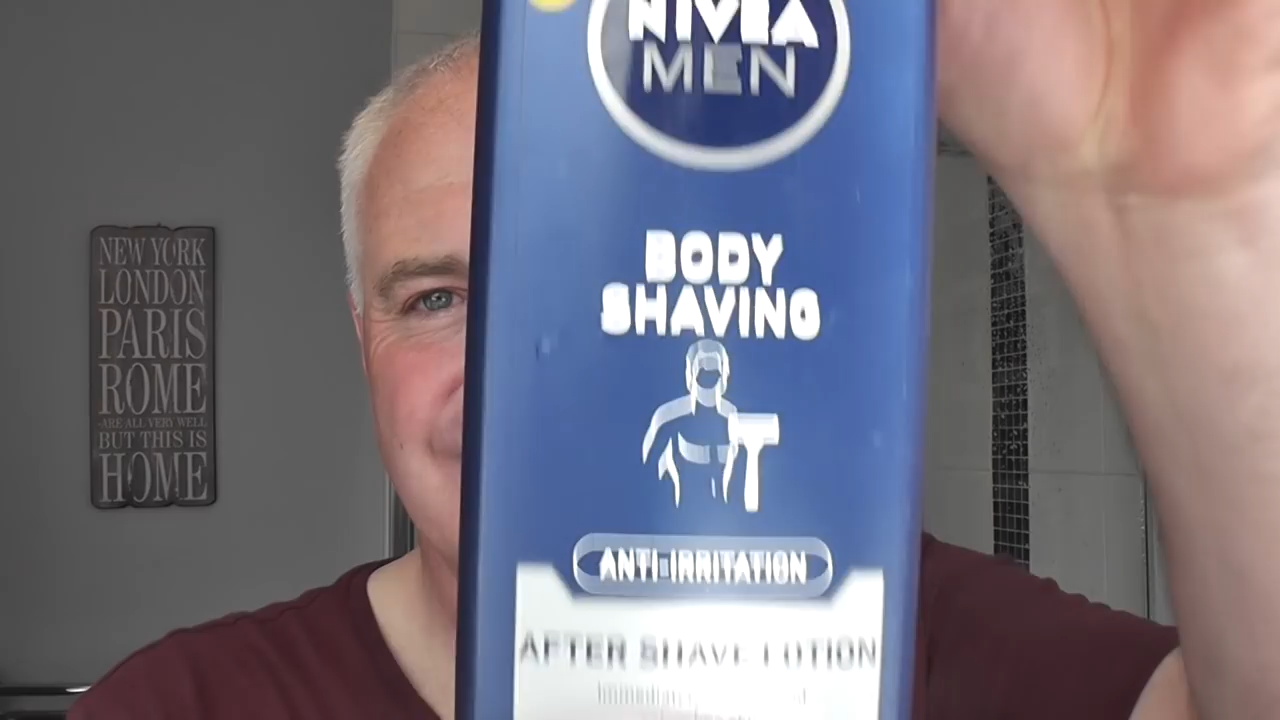 NEW YORK
LONDON
PARIS
ROME
-ARE ALL VERY WELL
BUT THIS IS
HOME
NIVEA
MEN
BODY
SHAVING
ANTI-IRRITATION
AFTER SHAVE LOTION